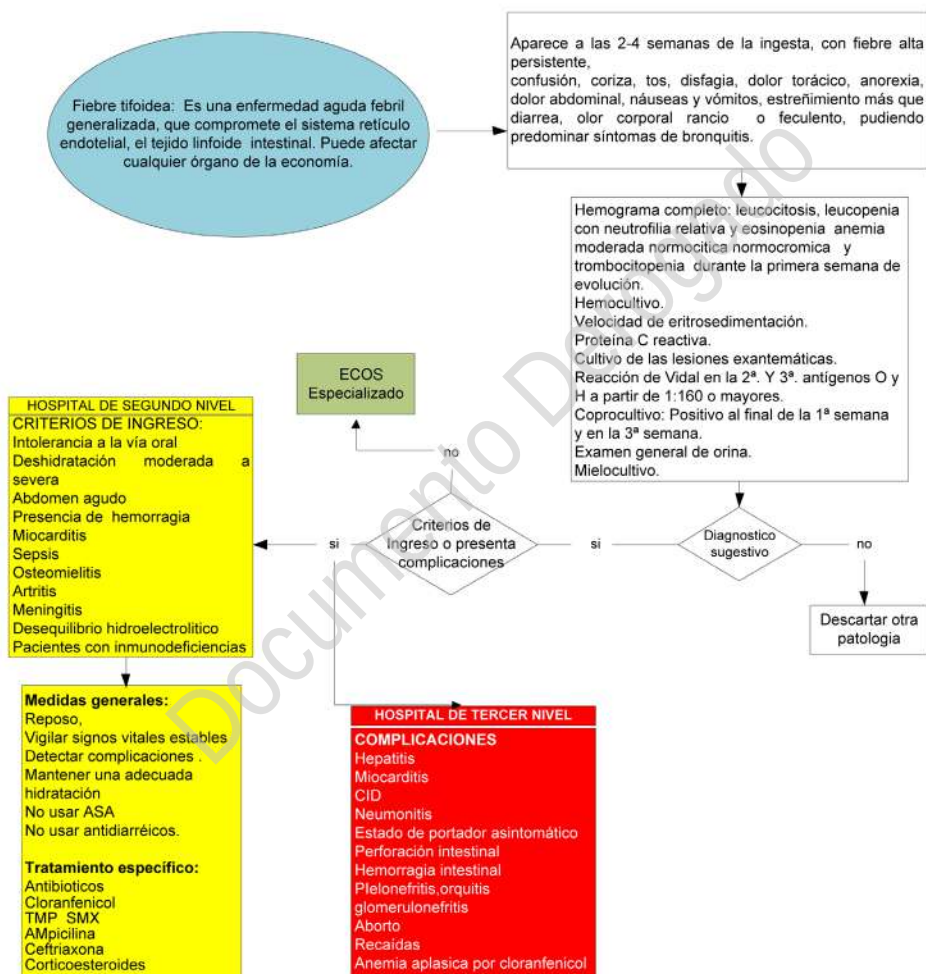 Fiebre tifoidea: Es una enfermedad aguda febril
generalizada, que compromete el sistema retículo
endotelial, el tejido linfoide intestinal. Puede afectar
cualquier órgano de la economía.
Aparece a las 2-4 semanas de la ingesta, con fiebre alta
persistente,
confusión, coriza, tos, disfagia, dolor torácico, anorexia,
dolor abdominal, náuseas y vómitos, estreñimiento más que
diarrea, olor corporal rancio o feculento, pudiendo
predominar síntomas de bronquitis.
Hemograma completo: leucocitosis, leucopenia
con neutrofilia relativa y eosinopenia anemia
moderada normocitica normocromica y
trombocitopenia durante la primera semana de
evolución.
Hemocultivo.
Velocidad de eritrosedimentación.
Proteína C reactiva.
Cultivo de las lesiones exantemáticas.
Reacción de Vidal en la 2ª. Y 3ª. antígenos O y
H a partir de 1:160 o mayores.
Coprocultivo: Positivo al final de la 1ª semana
y en la 3ª semana.
Examen general de orina.
Mielocultivo.
Diagnostico
sugestivo
no
Descartar otra
patologia
si
Criterios de
Ingreso o presenta
complicaciones
no
ECOS
Especializado
si
HOSPITAL DE SEGUNDO NIVEL
CRITERIOS DE INGRESO:
Intolerancia a la vía oral
Deshidratación moderada a
severa
Abdomen agudo
Presencia de hemorragia
Miocarditis
Sepsis
Osteomielitis
Artritis
Meningitis
Desequilibrio hidroelectrolitico
Pacientes con inmunodeficiencias
Medidas generales:
Reposo,
Vigilar signos vitales estables
Detectar complicaciones .
Mantener una adecuada
hidratación
No usar ASA
No usar antidiarréicos.
Tratamiento específico:
Antibioticos
Cloranfenicol
TMP SMX
AMpicilina
Ceftriaxona
Corticoesteroides
HOSPITAL DE TERCER NIVEL
COMPLICACIONES
Hepatitis
Miocarditis
CID
Neumonitis
Estado de portador asintomático
Perforación intestinal
Hemorragia intestinal
PIelonefritis,orquitis
glomerulonefritis
Aborto
Recaidas
Anemia aplasica por cloranfenicol
Documento Derogado